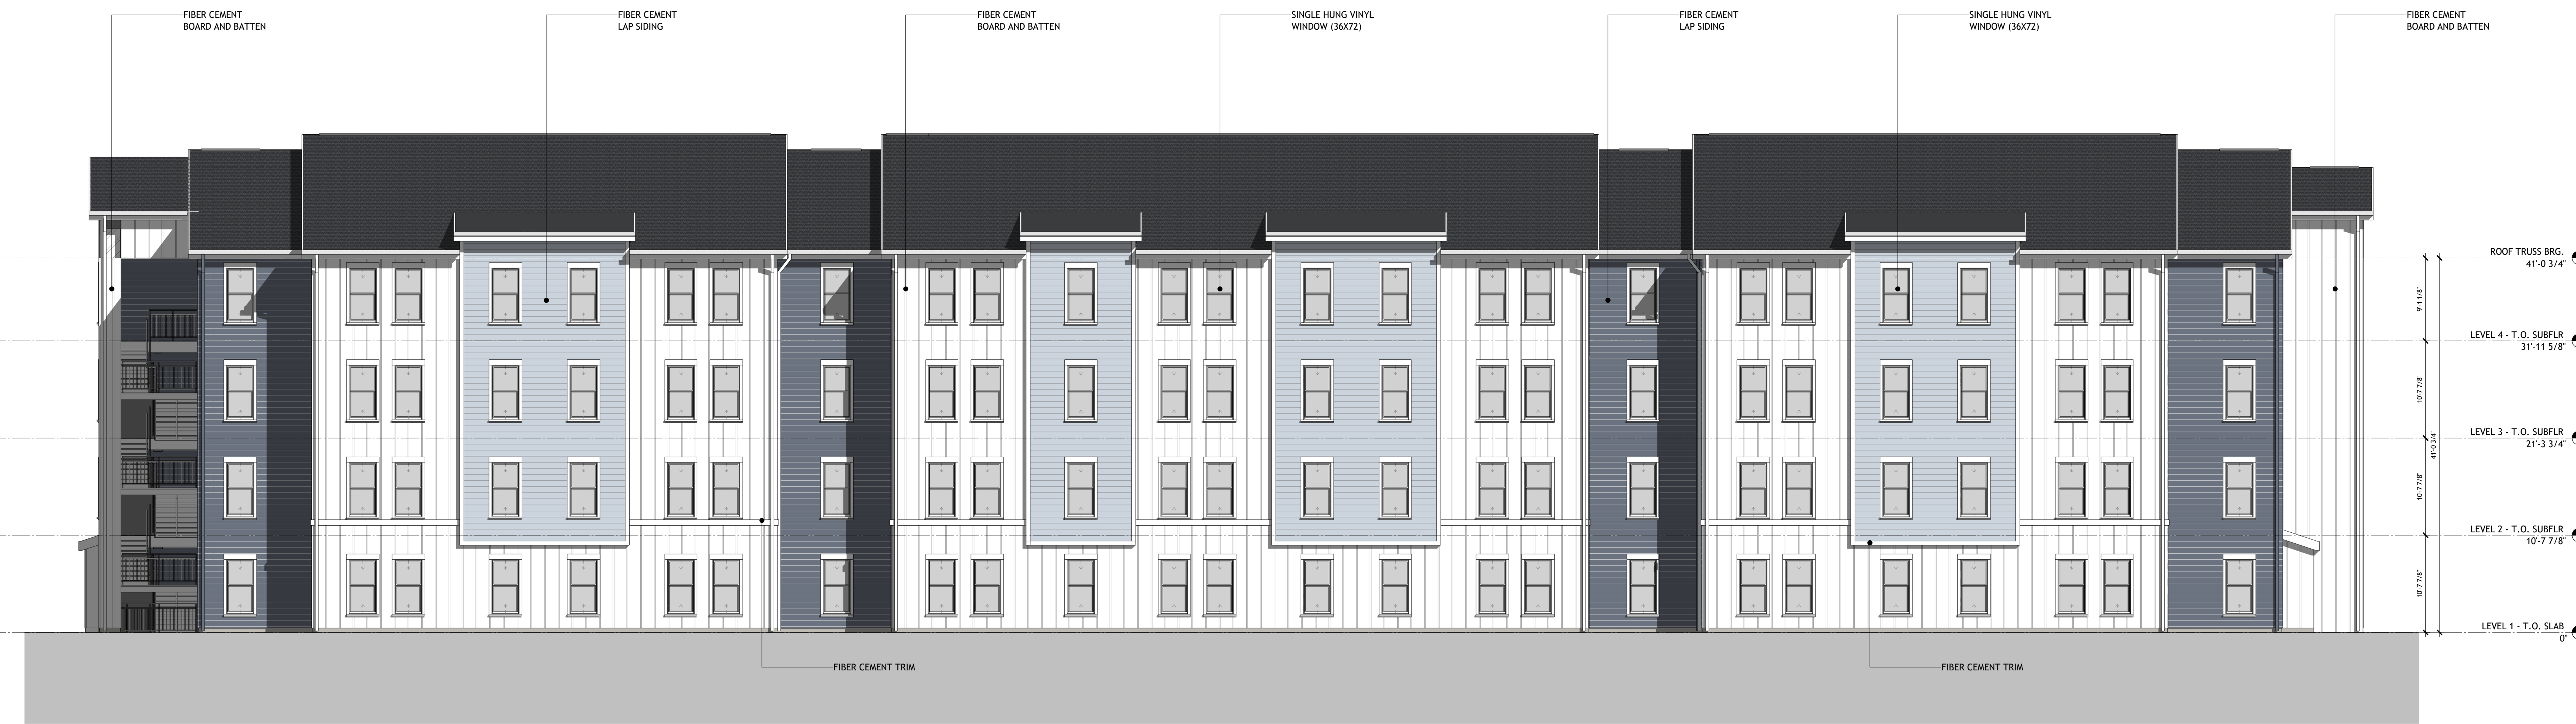 FIBER CEMENT
BOARD AND BATTEN
FIBER CEMENT
LAP SIDING
FIBER CEMENT
BOARD AND BATTEN
SINGLE HUNG VINYL
WINDOW (36X72)
FIBER CEMENT
LAP SIDING
SINGLE HUNG VINYL
WINDOW (36X72)
FIBER CEMENT
BOARD AND BATTEN
ROOF TRUSS BRG.
41'-0 3/4"
9'-1 1/8"
LEVEL 4 - T.O. SUBFLR
31'-11 5/8"
10'-7 7/8"
LEVEL 3 - T.O. SUBFLR
21'-3 3/4"
41'-0 3/4"
10'-7 7/8"
LEVEL 2 - T.O. SUBFLR
10'-7 7/8"
10'-7 7/8"
LEVEL 1 - T.O. SLAB
0"
FIBER CEMENT TRIM
FIBER CEMENT TRIM